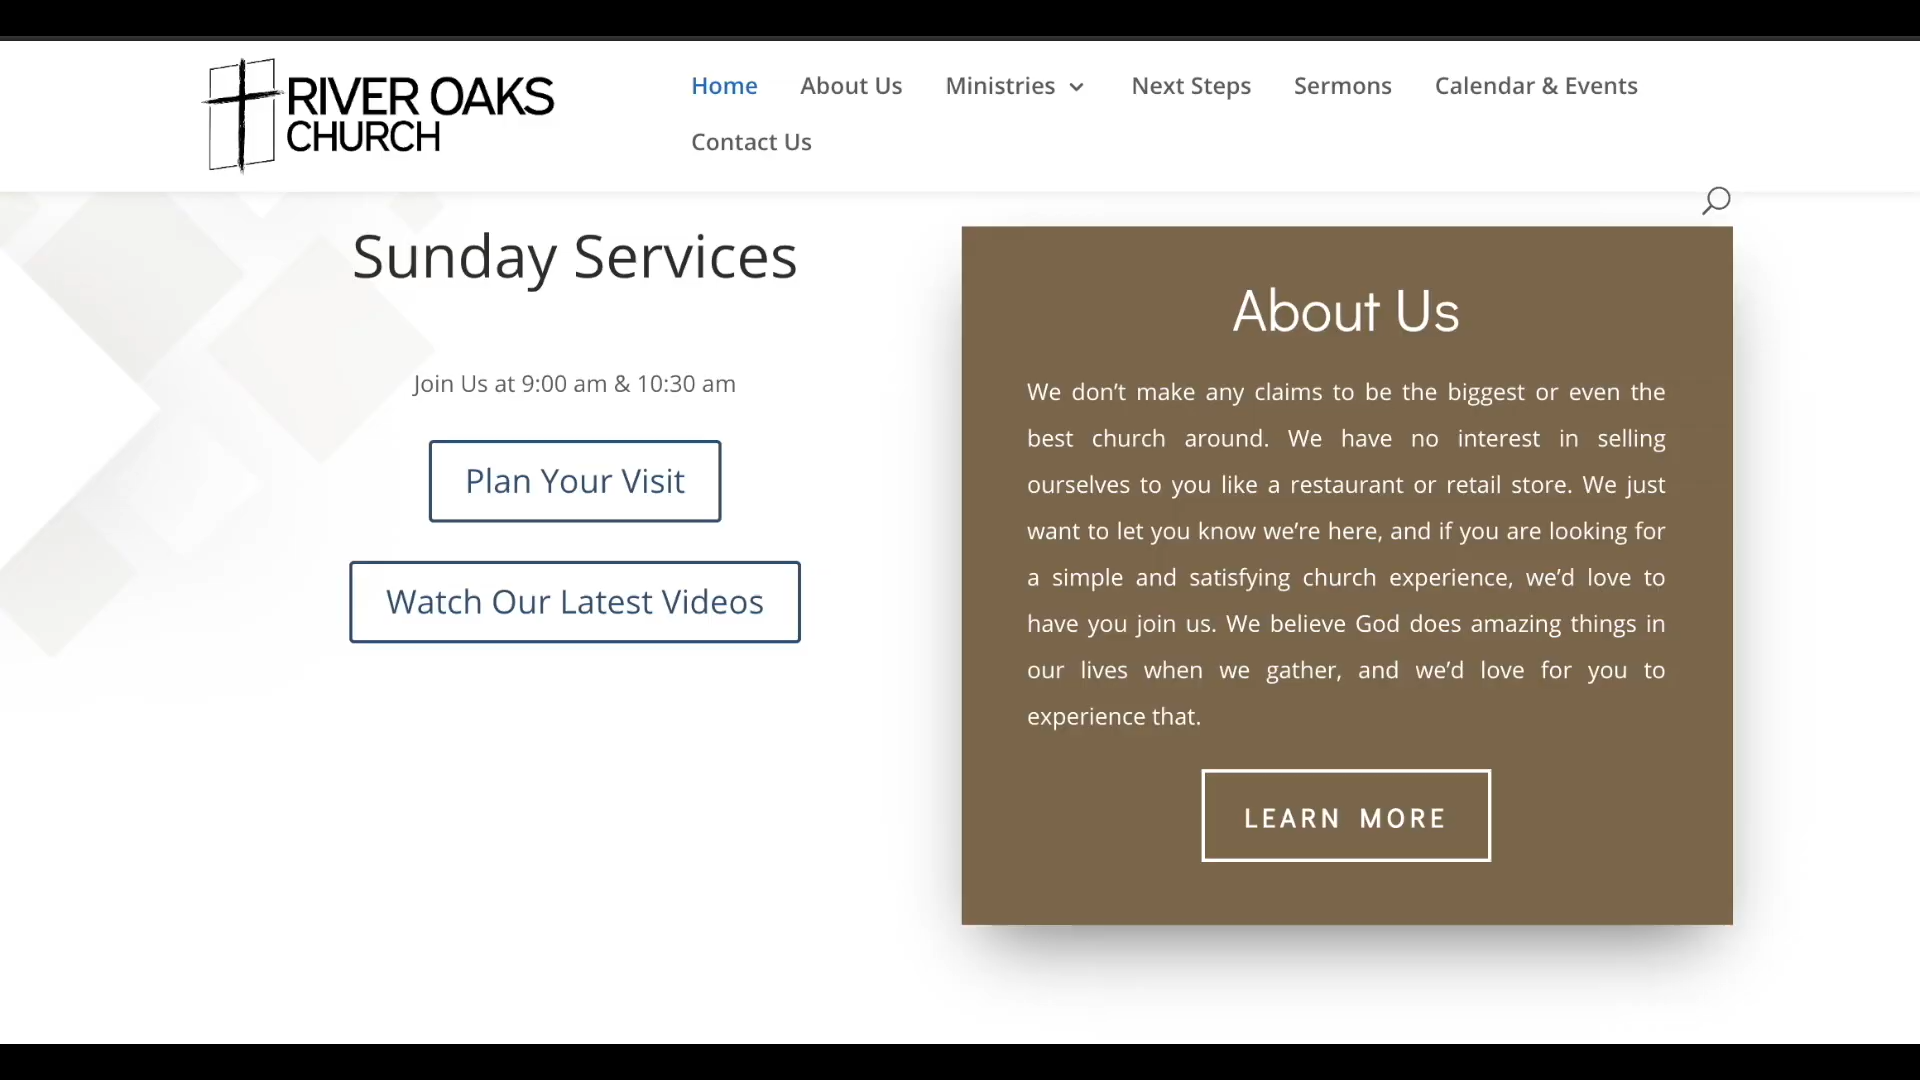 RIVER OAKS
CHURCH
Home About Us Ministries Next Steps Sermons Calendar & Events
Contact Us
Sunday Services
Join Us at 9:00 am & 10:30 am
Plan Your Visit
Watch Our Latest Videos
About Us
We don’t make any claims to be the biggest or even the
best church around. We have no interest in selling
ourselves to you like a restaurant or retail store. We just
want to let you know we’re here, and if you are looking for
a simple and satisfying church experience, we’d love to
have you join us. We believe God does amazing things in
our lives when we gather, and we’d love for you to
experience that.
LEARN MORE